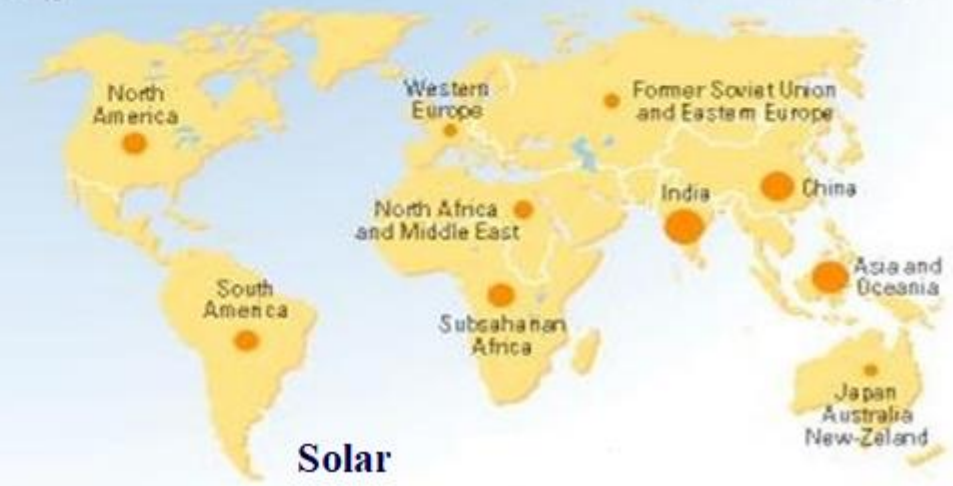 North
America
Western
Europe
Former Soviet Union
and Eastern Europe
India
China
North Africa
and Middle East
Asia and
Oceania
South
America
Subsaharian
Africa
Japan
Australia
New-Zeland
Solar